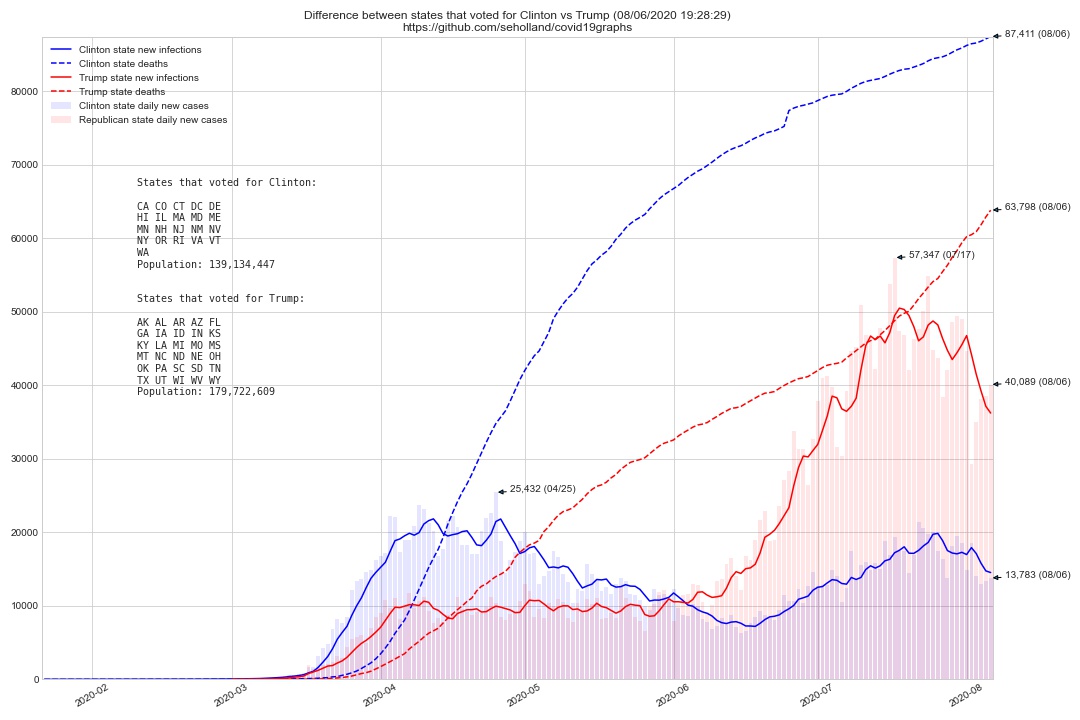 Difference between states that voted for Clinton vs Trump (08/06/2020 19:28:29)
https://github.com/seholland/covid19graphs
Clinton state new infections
Clinton state deaths
Trump state new infections
Trump state deaths
Clinton state daily new cases
Republican state daily new cases
States that voted for Clinton:
CA CO CT DC DE
HI IL MA MD ME
MN NH NJ NM NV
NY OR RI VA VT
WA
Population: 139,134,447
States that voted for Trump:
AK AL AR AZ FL
GA IA ID IN KS
KY LA MI MO MS
MT NC ND NE OH
OK PA SC SD TN
TX UT WI WV WY
Population: 179,722,609
87,411 (08/06)
63,798 (08/06)
57,347 (07/17)
40,089 (08/06)
25,432 (04/25)
13,783 (08/06)
80000
70000
60000
50000
40000
30000
20000
10000
0
2020-02
2020-03
2020-04
2020-05
2020-06
2020-07
2020-08